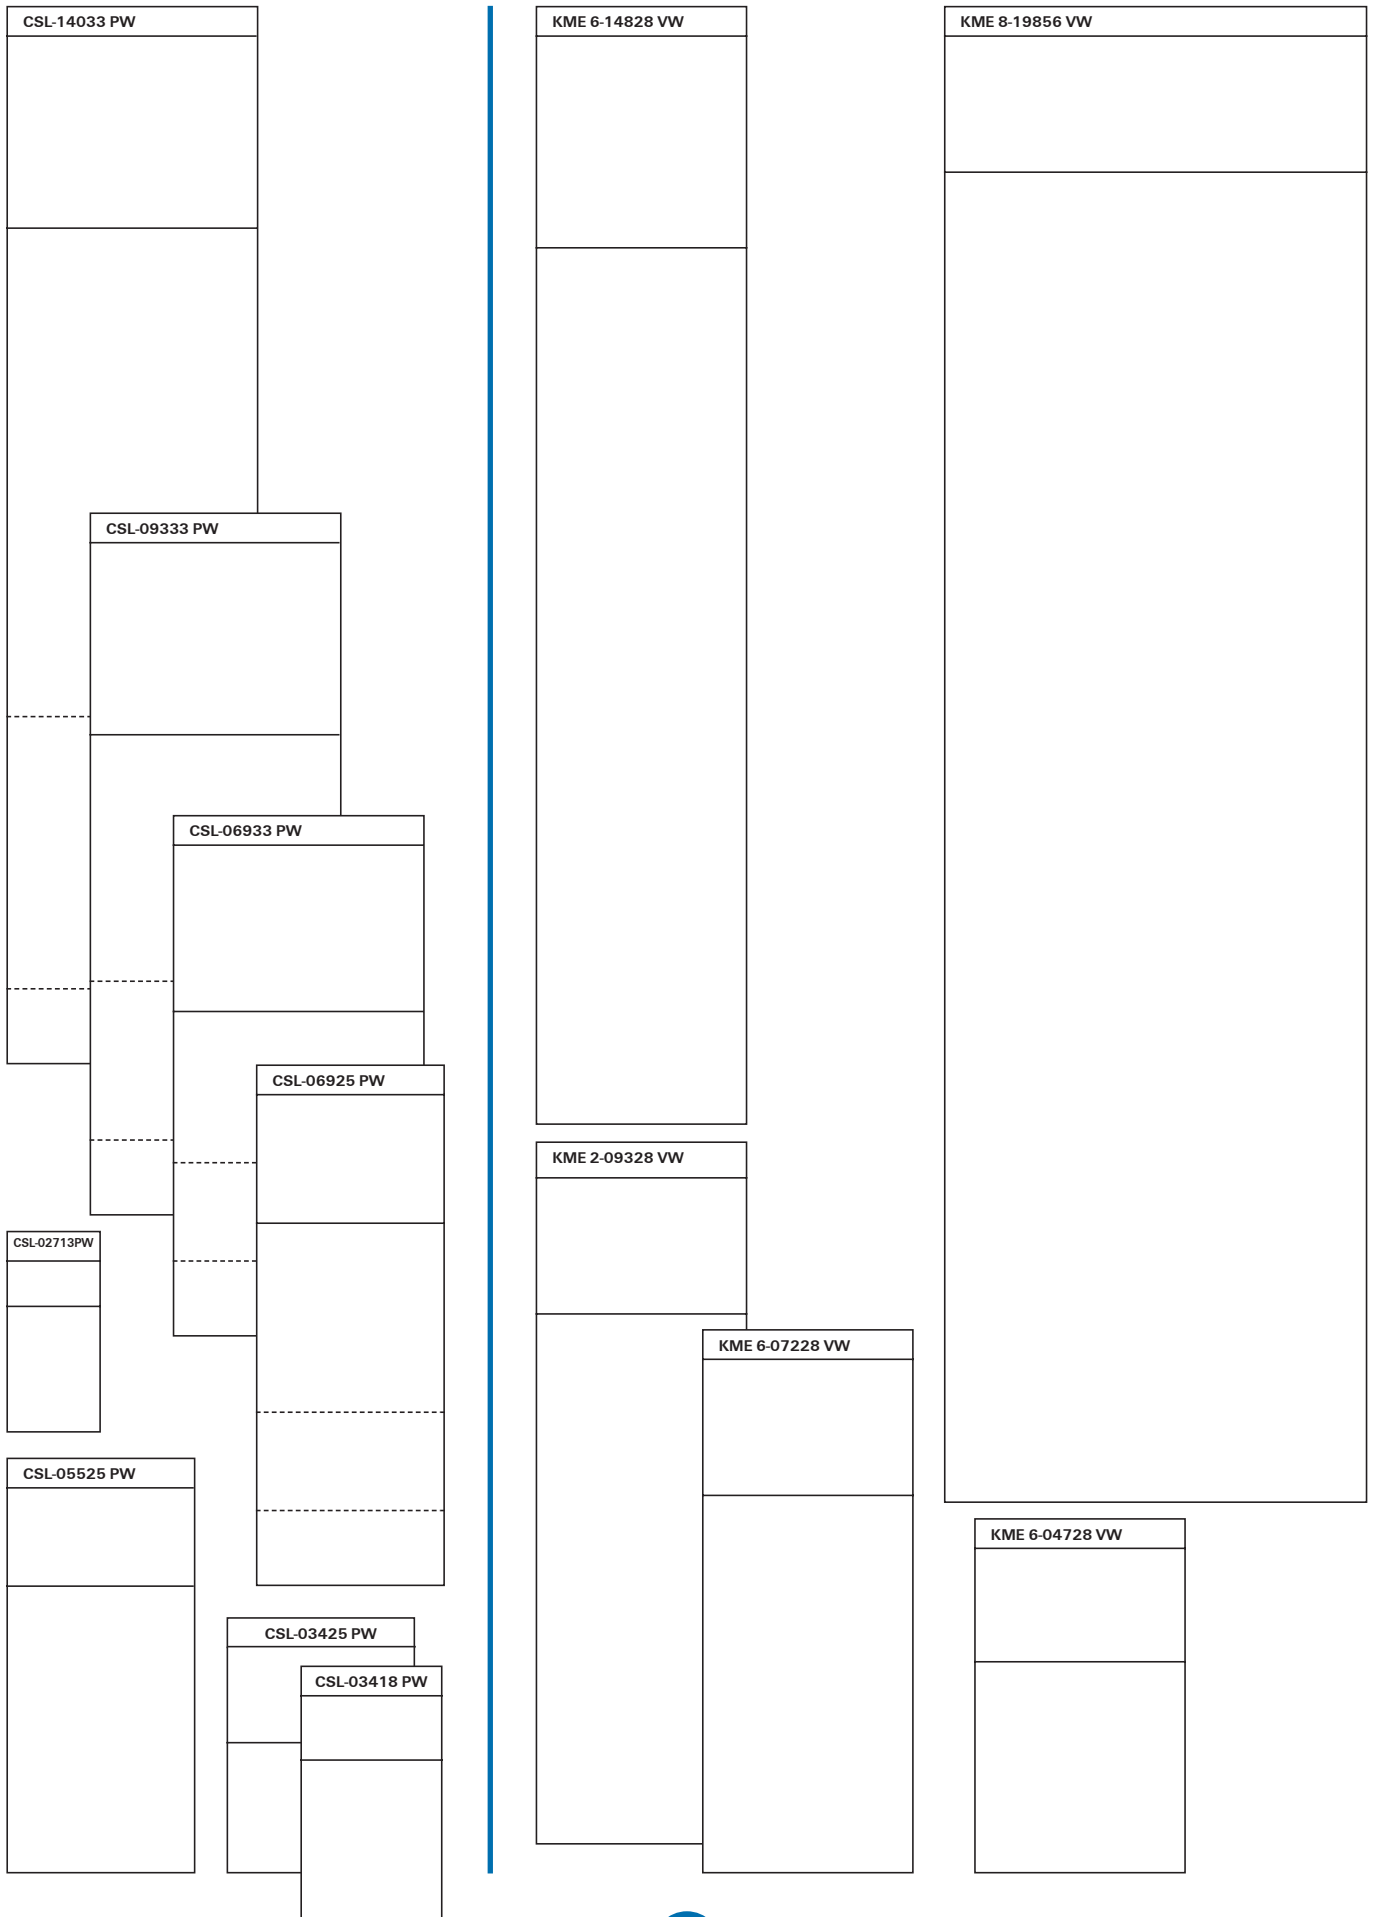 CSL-14033 PW
CSL-09333 PW
CSL-06933 PW
CSL-06925 PW
CSL-02713PW
CSL-05525 PW
CSL-03425 PW
CSL-03418 PW
KME 6-14828 VW
KME 2-09328 VW
KME 6-07228 VW
KME 8-19856 VW
KME 6-04728 VW